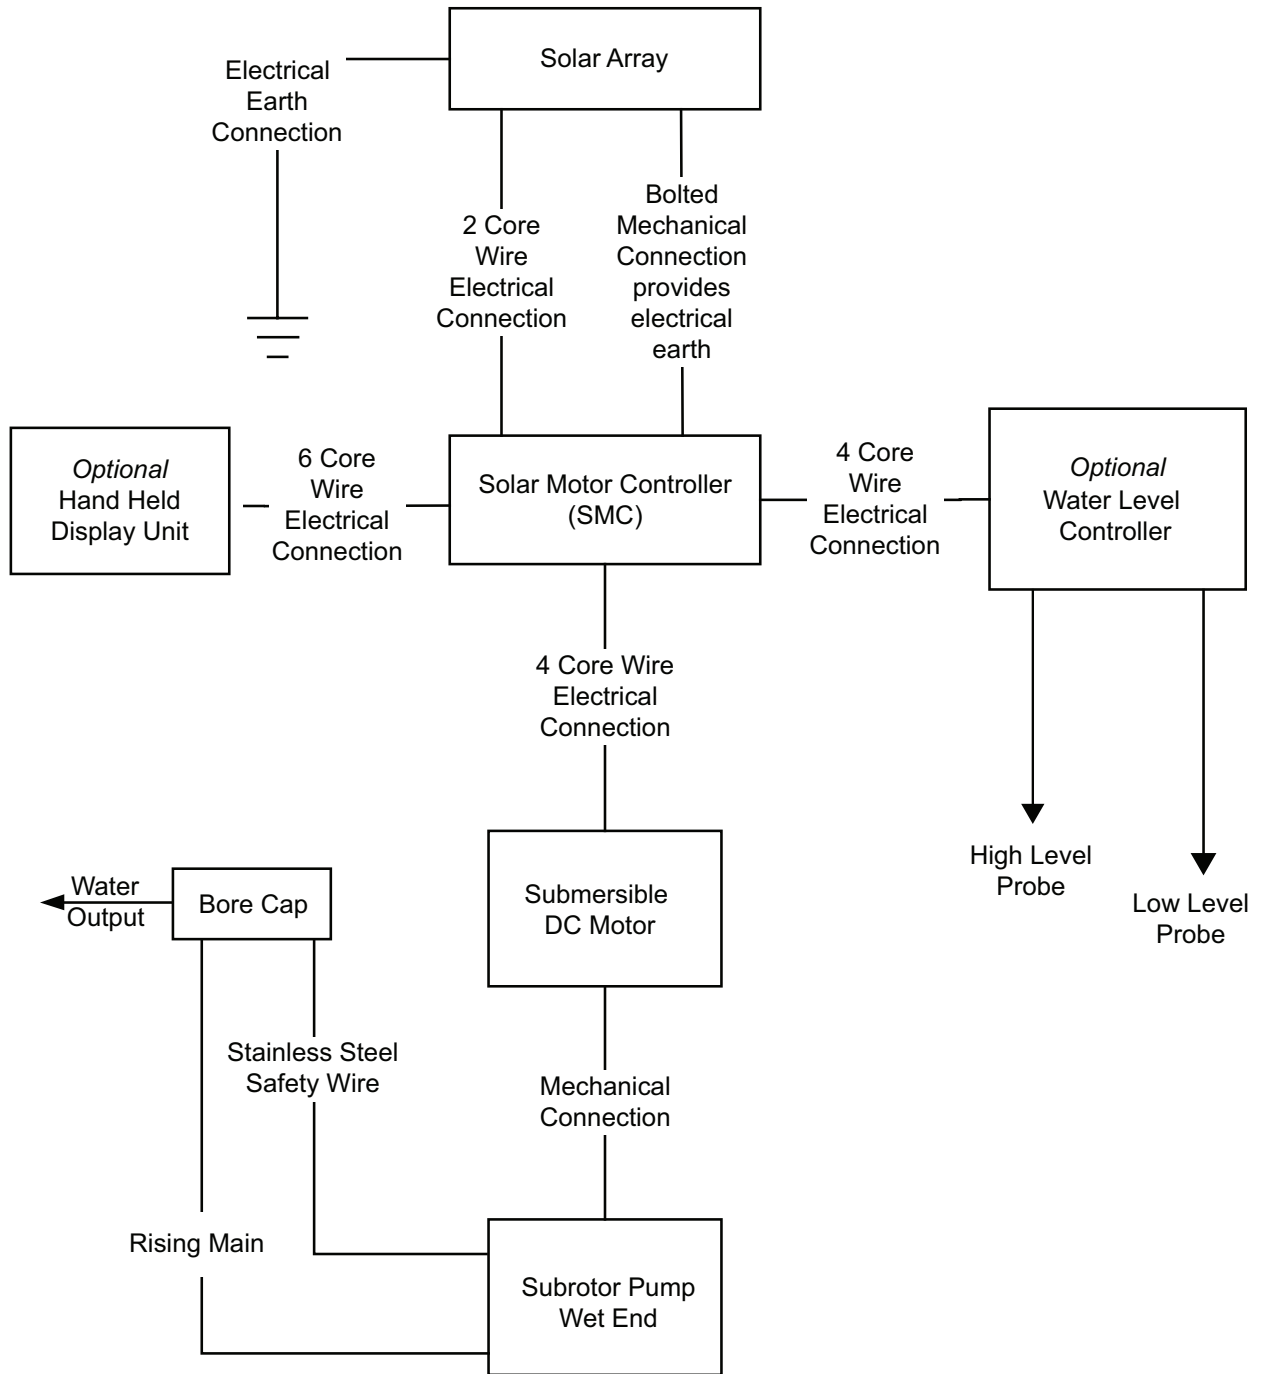 Solar Array
Electrical
Earth
Connection
2 Core
Wire
Electrical
Connection
Bolted
Mechanical
Connection
provides
electrical
earth
Optional
Hand Held
Display Unit
6 Core
Wire
Electrical
Connection
Solar Motor Controller
(SMC)
4 Core
Wire
Electrical
Connection
Optional
Water Level
Controller
4 Core Wire
Electrical
Connection
High Level
Probe
Low Level
Probe
Water
Output
Bore Cap
Submersible
DC Motor
Stainless Steel
Safety Wire
Mechanical
Connection
Rising Main
Subrotor Pump
Wet End